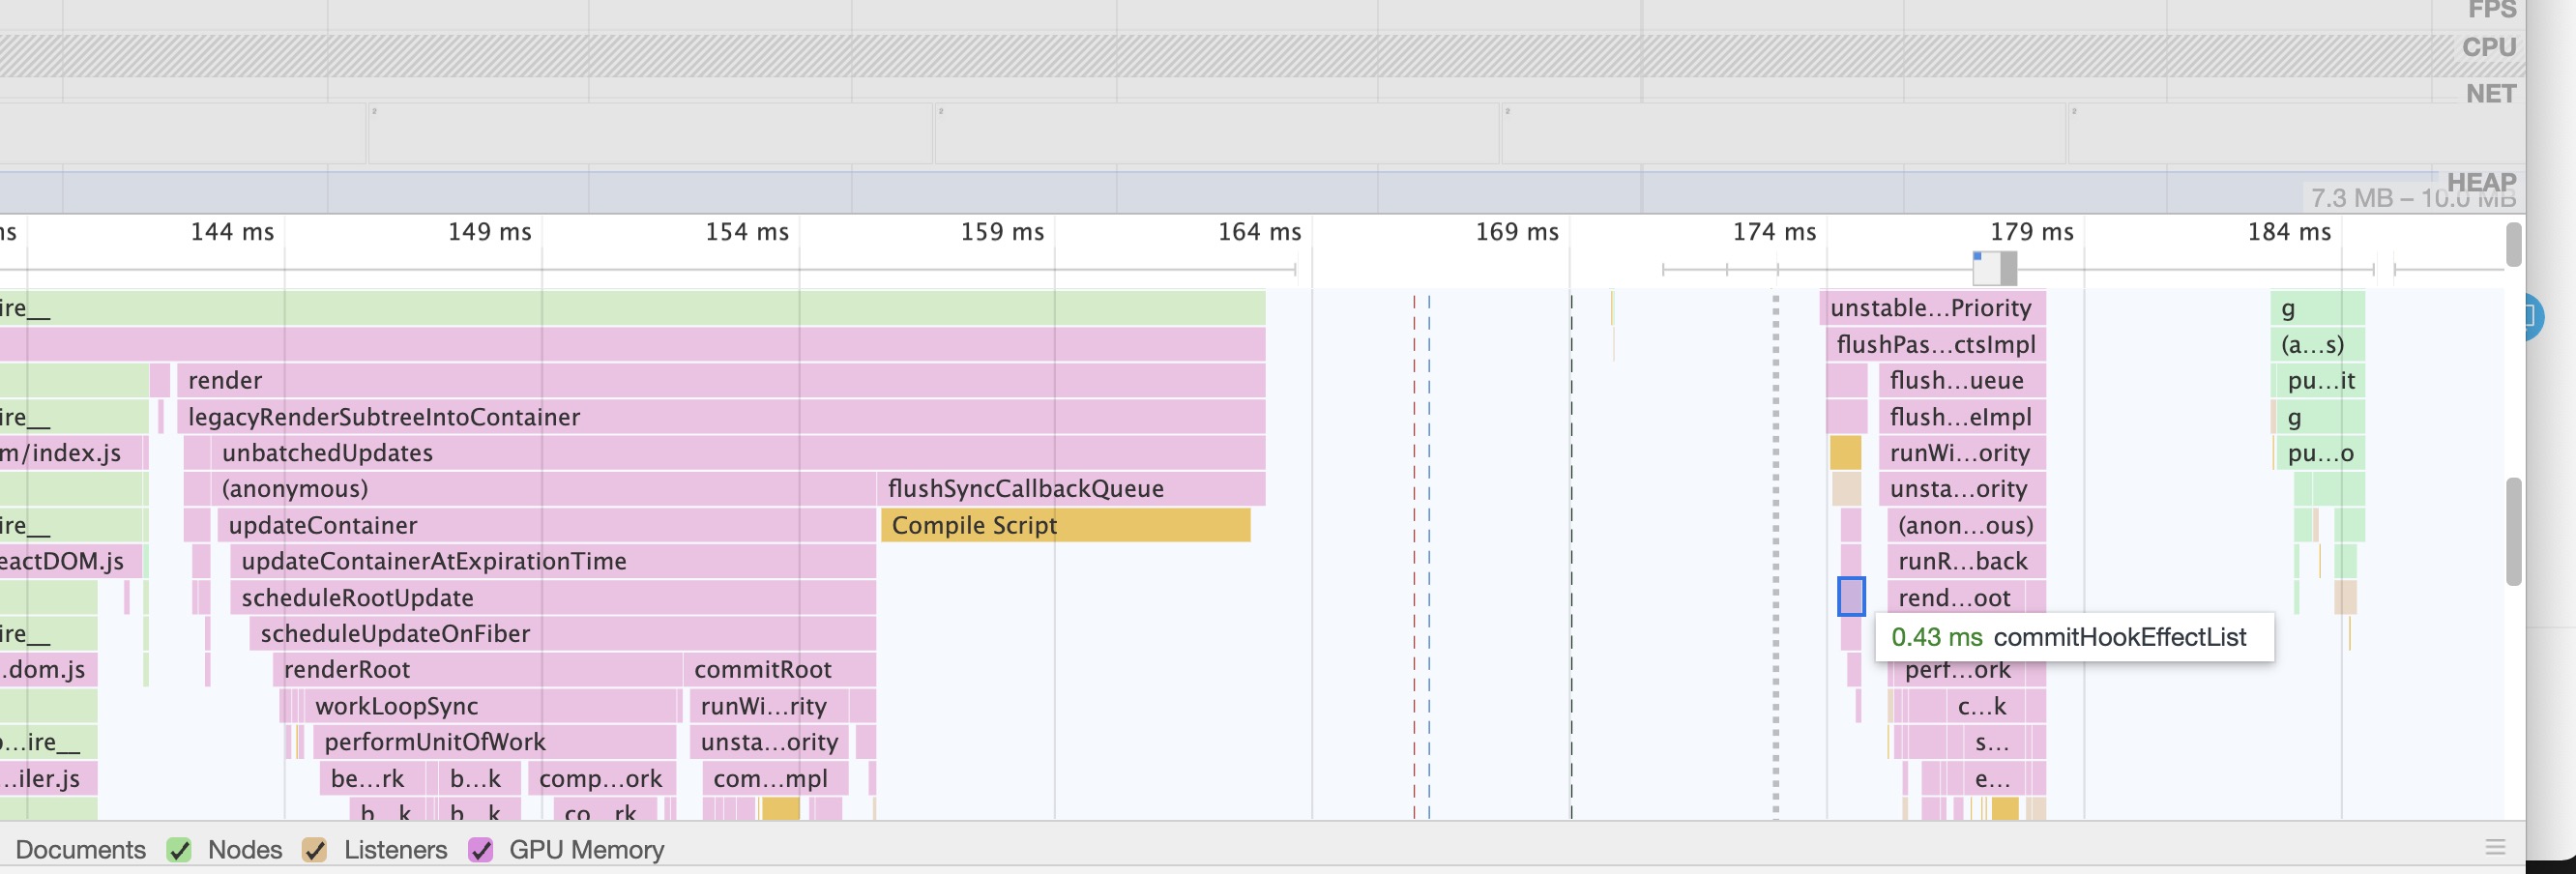 FPS
CPU
NET
HEAP
7.3 MB – 10.0 MB
ns 144 ms 149 ms 154 ms 159 ms 164 ms 169 ms 174 ms 179 ms 184 ms
ire__ unstable…Priority g
flushPas…ctsImpl (a…s)
render flush…ueue pu…it
ire__ legacyRenderSubtreeIntoContainer flush…eImpl g
m/index.js unbatchedUpdates runWi…ority pu…o
(anonymous) flushSyncCallbackQueue unsta…ority
ire__ updateContainer Compile Script (anon…ous)
eactDOM.js updateContainerAtExpirationTime runR…back
scheduleRootUpdate rend…oot
ire__ scheduleUpdateOnFiber 0.43 ms commitHookEffectList
.dom.js renderRoot commitRoot perf…ork
workLoopSync runWi…rity c…k
…ire__ performUnitOfWork unsta…ority s…
…iler.js be…rk b…k comp…ork com…mpl e…
b…k b…k co…rk
Documents Nodes Listeners GPU Memory